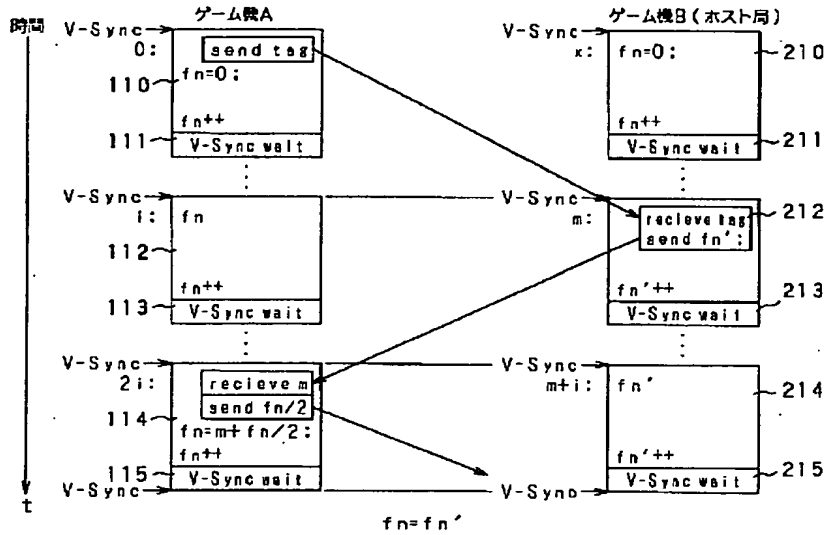 ゲーム機A
ゲーム機B(ホスト局)
時間
V-Sync
0:
send tag
110
fn=0:
fn++
111
V-Sync wait
V-Sync
x:
fn=0:
210
fn++
V-Sync wait
211
V-Sync
i:
fn
112
fn++
113
V-Sync wait
V-Sync
m:
recieve tag
212
send fn':
fn'++
213
V-Sync wait
V-Sync
2i:
recieve m
114
send fn/2
fn=m+fn/2:
fn++
115
V-Sync wait
V-Sync
V-Sync
m+i:
fn'
214
fn'++
V-Sync wait
215
V-Sync
t
fn=fn'